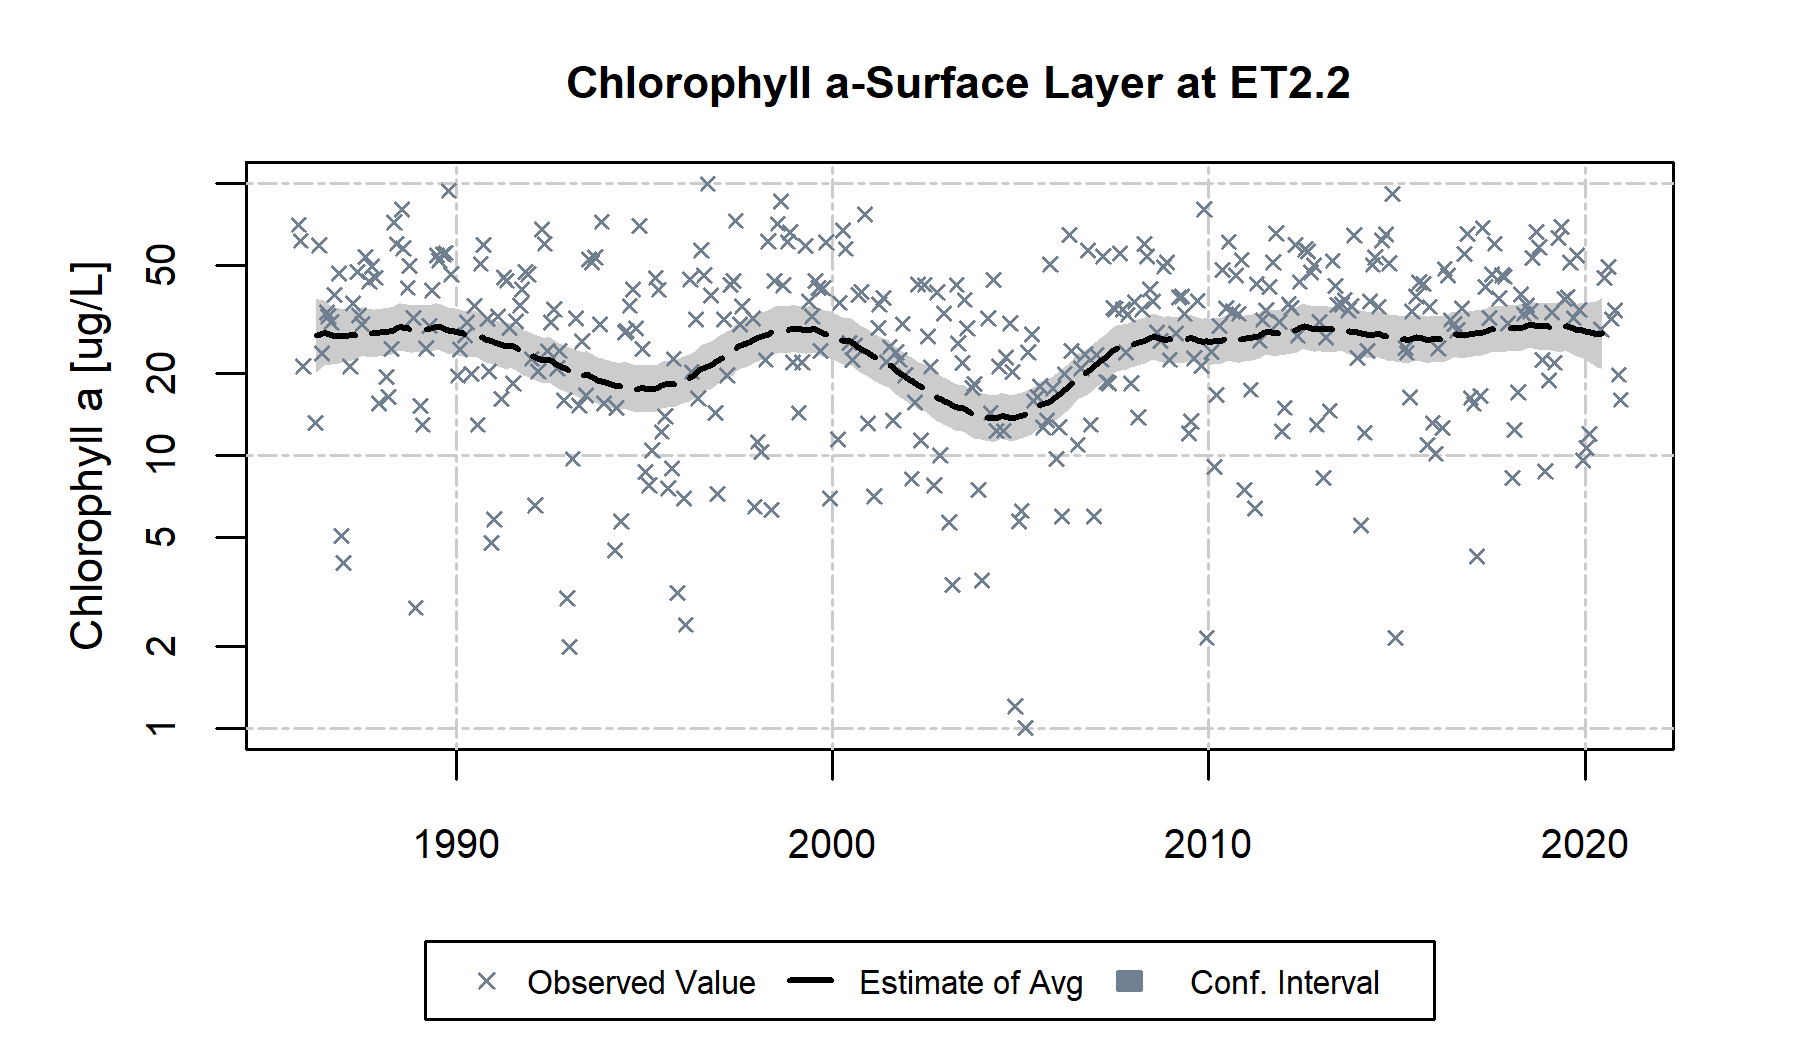 Chlorophyll a-Surface Layer at ET2.2
Chlorophyll a [ug/L]
50
20
10
5
2
1
1990 2000 2010 2020
Observed Value Estimate of Avg Conf. Interval